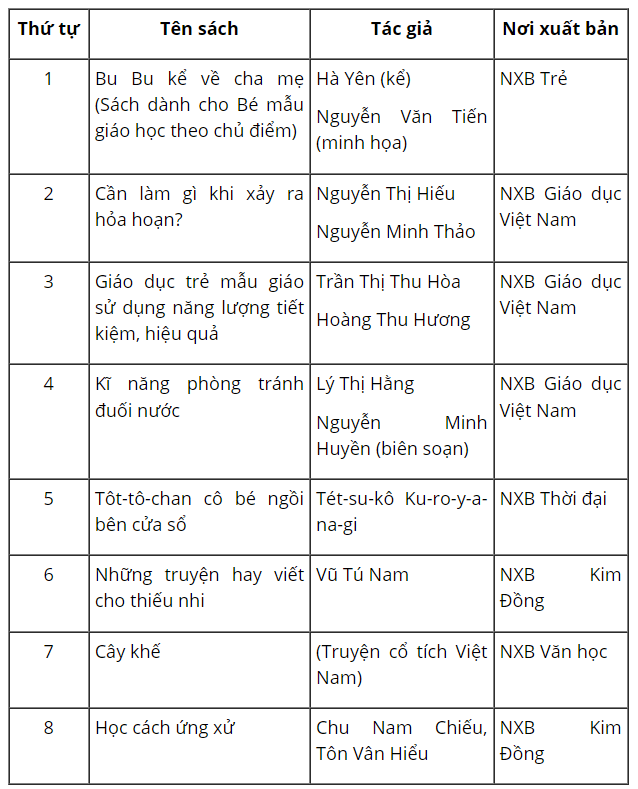 Thứ tự
Tên sách
Tác giả
Nơi xuất bản
1
Bu Bu kể về cha mẹ
(Sách dành cho Bé mẫu
giáo học theo chủ điểm)
Hà Yên (kể)
Nguyễn Văn Tiến
(minh họa)
NXB Trẻ
2
Cần làm gì khi xảy ra
hỏa hoạn?
Nguyễn Thị Hiếu
Nguyễn Minh Thảo
NXB Giáo dục
Việt Nam
3
Giáo dục trẻ mẫu giáo
sử dụng năng lượng tiết
kiệm, hiệu quả
Trần Thị Thu Hòa
Hoàng Thu Hương
NXB Giáo dục
Việt Nam
4
Kĩ năng phòng tránh
đuối nước
Lý Thị Hằng
Nguyễn Minh
Huyền (biên soạn)
NXB Giáo dục
Việt Nam
5
Tôt-tô-chan cô bé ngồi
bên cửa sổ
Tét-su-kô Ku-ro-y-a-
na-gi
NXB Thời đại
6
Những truyện hay viết
cho thiếu nhi
Vũ Tú Nam
NXB Kim
Đồng
7
Cây khế
(Truyện cổ tích Việt
Nam)
NXB Văn học
8
Học cách ứng xử
Chu Nam Chiếu,
Tôn Vân Hiểu
NXB Kim
Đồng